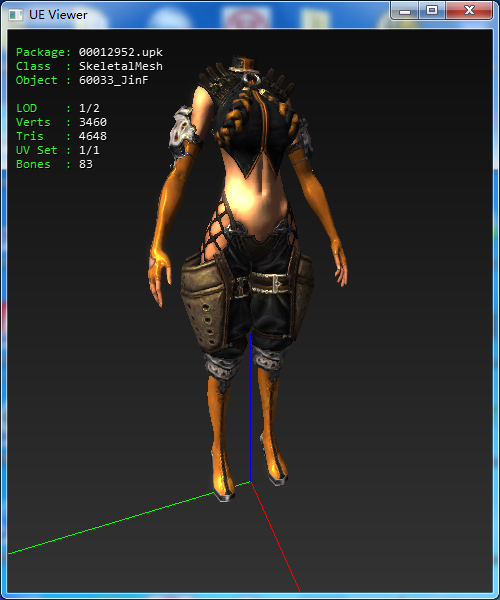 UE Viewer
Package: 00012952.upk
Class : SkeletalMesh
Object : 60033_JinF
LOD : 1/2
Verts : 3460
Tris : 4648
UV Set : 1/1
Bones : 83